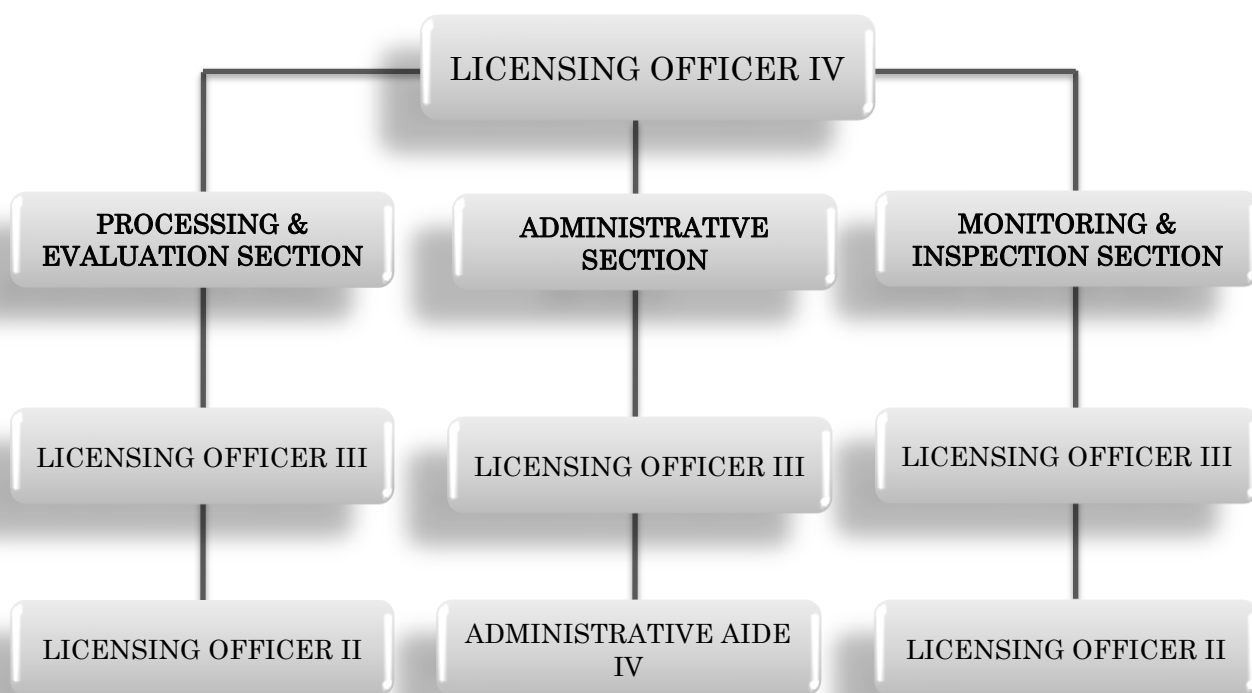 LICENSING OFFICER IV
PROCESSING &
EVALUATION SECTION
ADMINISTRATIVE
SECTION
MONITORING &
INSPECTION SECTION
LICENSING OFFICER III
LICENSING OFFICER III
LICENSING OFFICER III
LICENSING OFFICER II
ADMINISTRATIVE AIDE
IV
LICENSING OFFICER II